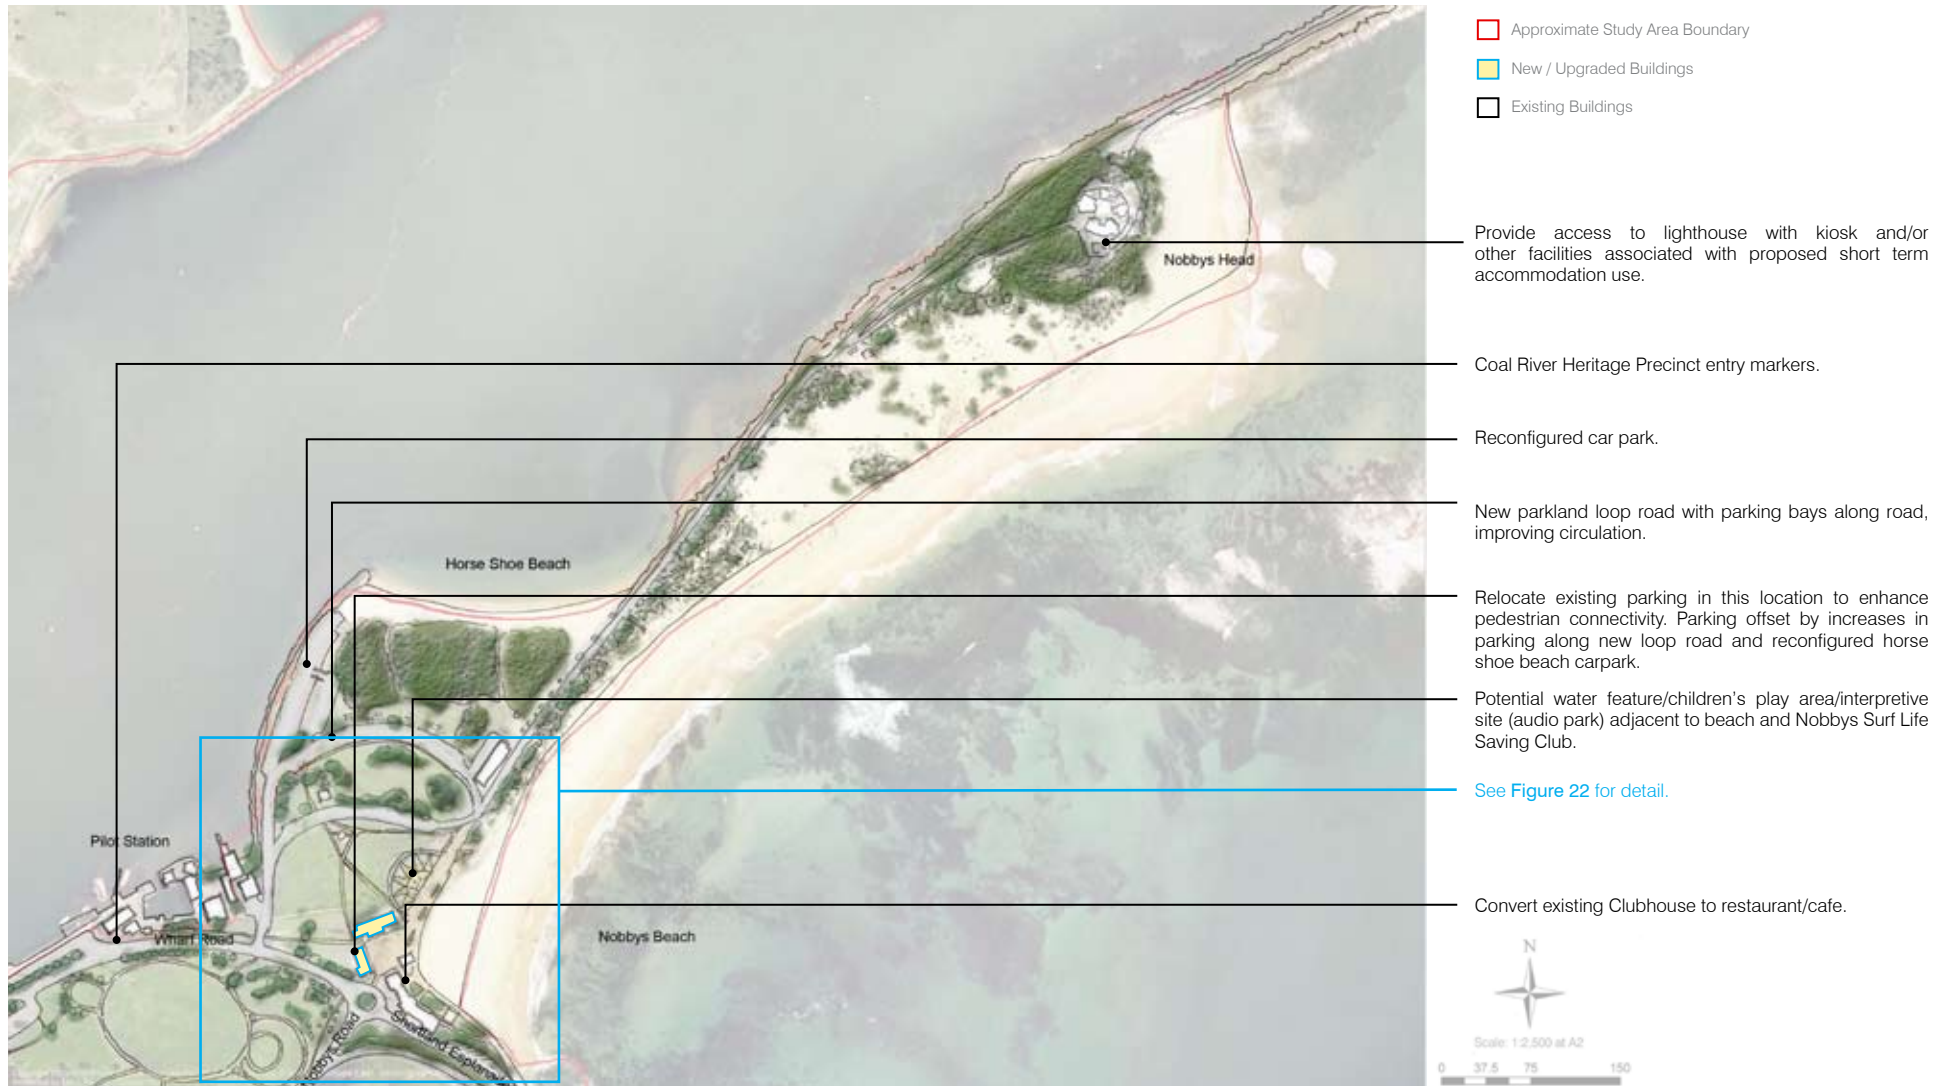 Approximate Study Area Boundary
New / Upgraded Buildings
Existing Buildings
Provide access to lighthouse with kiosk and/or
other facilities associated with proposed short term
accommodation use.
Nobbys Head
Coal River Heritage Precinct entry markers.
Reconfigured car park.
New parkland loop road with parking bays along road,
improving circulation.
Horse Shoe Beach
Relocate existing parking in this location to enhance
pedestrian connectivity. Parking offset by increases in
parking along new loop road and reconfigured horse
shoe beach carpark.
Potential water feature/children's play area/interpretive
site (audio park) adjacent to beach and Nobbys Surf Life
Saving Club.
See Figure 22 for detail.
Pilot Station
Convert existing Clubhouse to restaurant/cafe.
Wharf Road
Nobbys Beach
Nobbys Road
Shortland Esplanade
N
Scale: 1:2,500 at A2
0 37.5 75 150